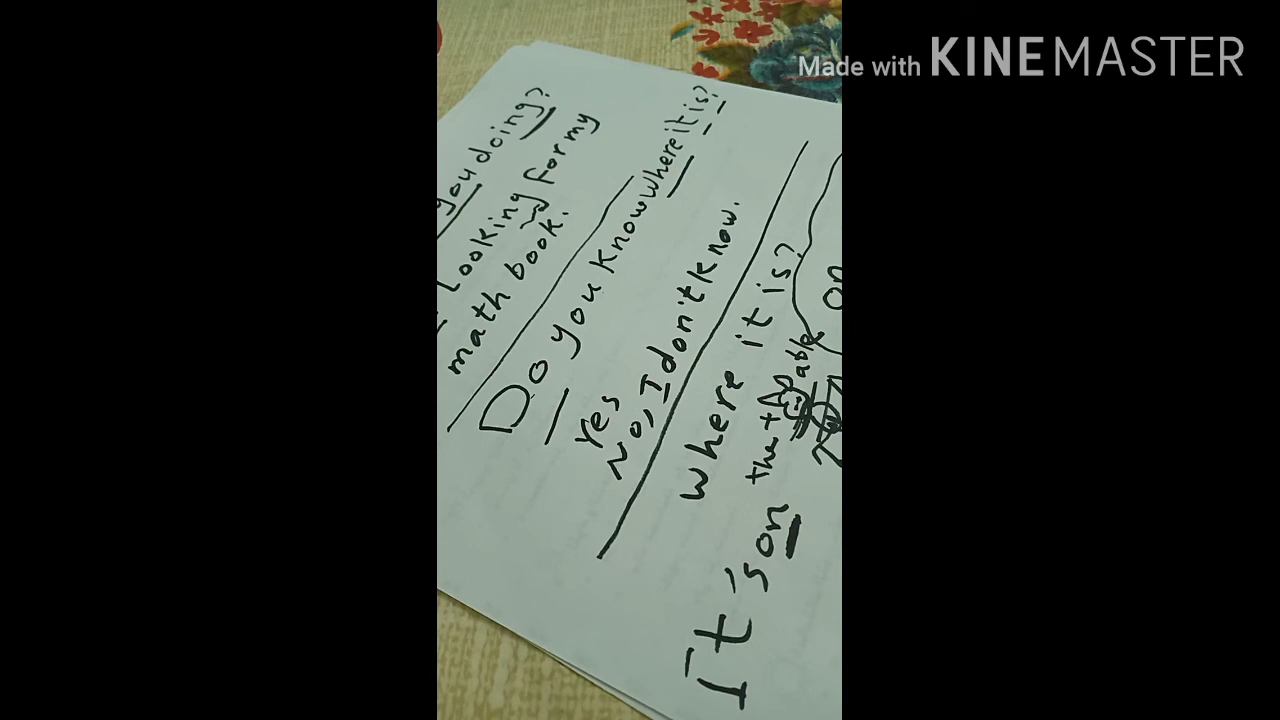 Made with KINEMASTER
you doing?
Looking for my
math book.
Do you know where it is?
Yes
No, I don't know.
where it is?
It's on the table
on